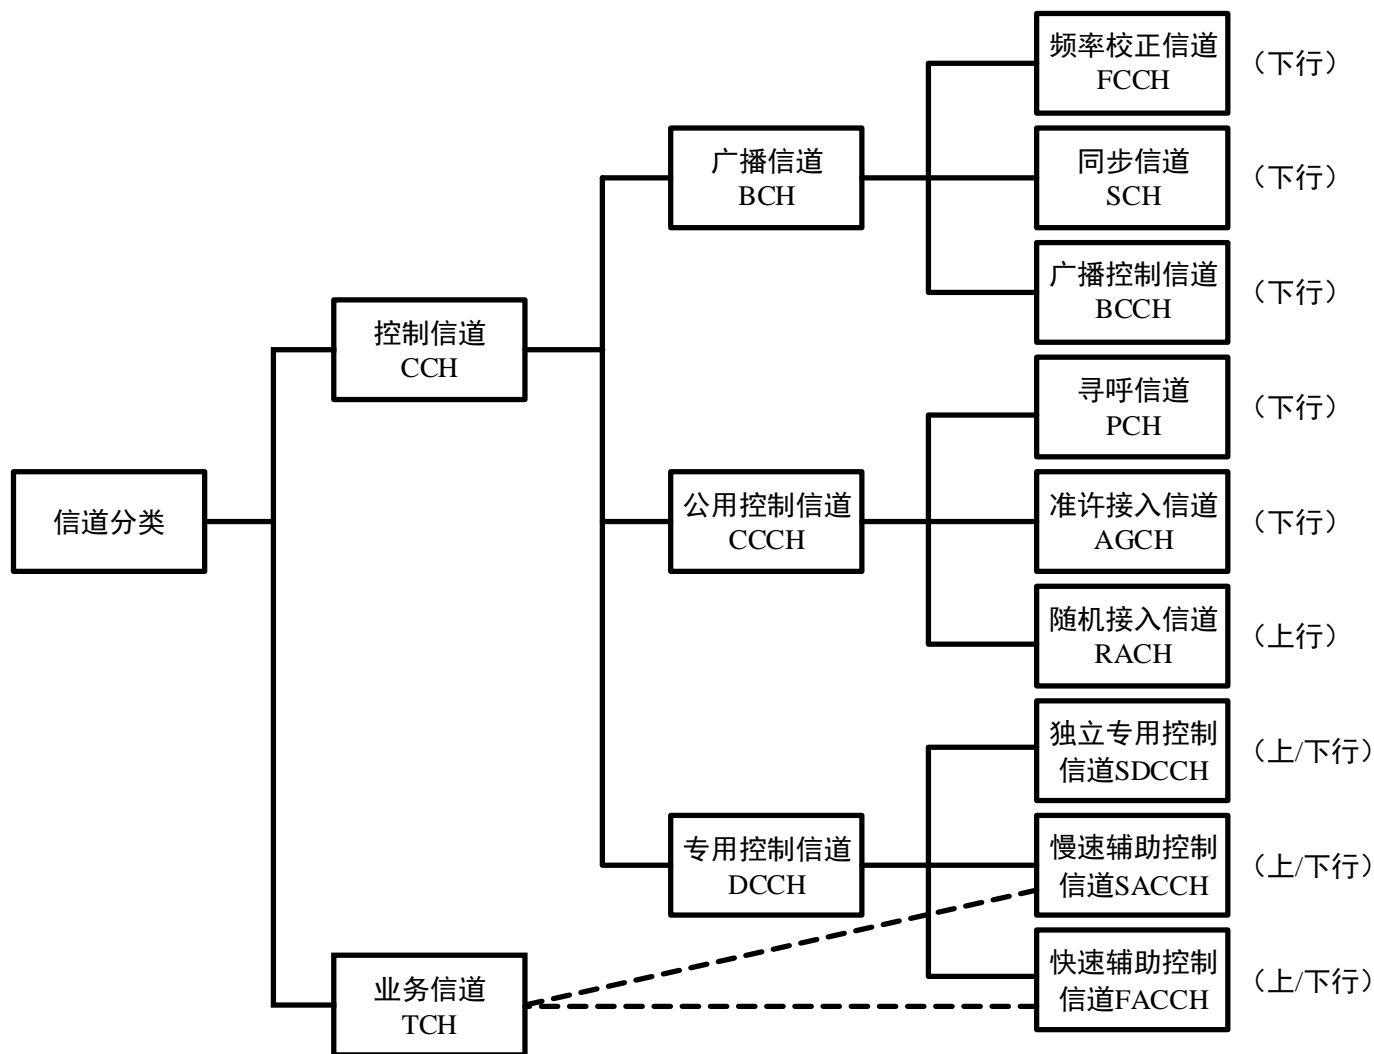 信道分类
控制信道
CCH
业务信道
TCH
广播信道
BCH
公用控制信道
CCCH
专用控制信道
DCCH
频率校正信道
FCCH
(下行)
同步信道
SCH
(下行)
广播控制信道
BCCH
(下行)
寻呼信道
PCH
(下行)
准许接入信道
AGCH
(下行)
随机接入信道
RACH
(上行)
独立专用控制
信道SDCCH
(上/下行)
慢速辅助控制
信道SACCH
(上/下行)
快速辅助控制
信道FACCH
(上/下行)